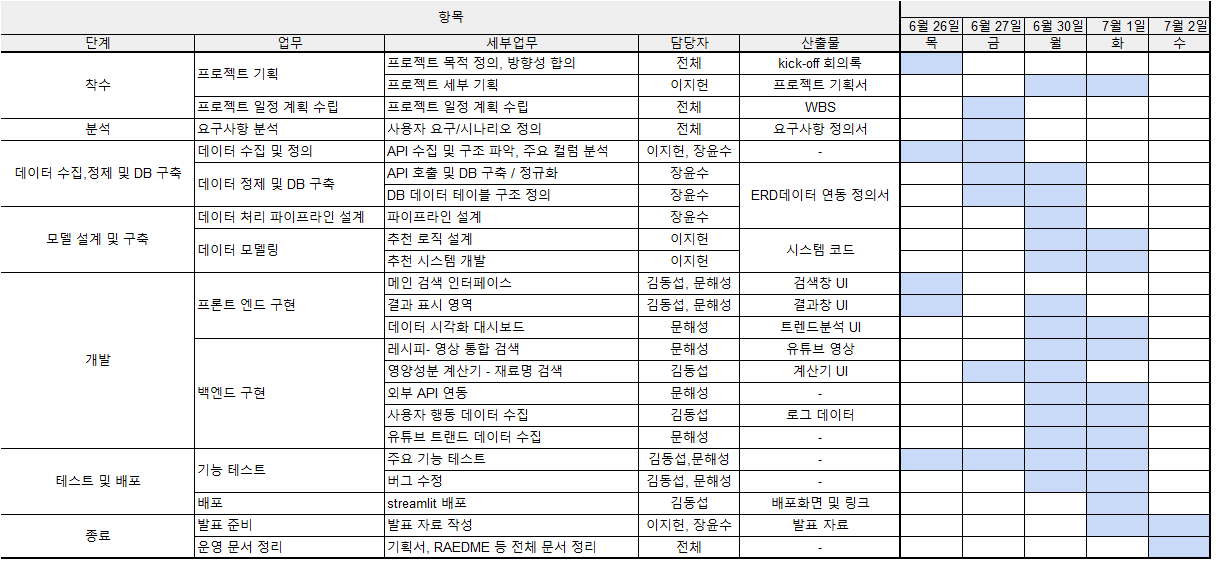 항목
6월 26일 6월 27일 6월 30일 7월 1일 7월 2일
단계 업무 세부업무 담당자 산출물 목 금 월 화 수
착수 프로젝트 기획 프로젝트 목적 정의, 방향성 합의 전체 kick-off 회의록
프로젝트 세부 기획 이지헌 프로젝트 기획서
프로젝트 일정 계획 수립 프로젝트 일정 계획 수립 전체 WBS
분석 요구사항 분석 사용자 요구/시나리오 정의 전체 요구사항 정의서
데이터 수집,정제 및 DB 구축 데이터 수집 및 정의 API 수집 및 구조 파악, 주요 컬럼 분석 이지헌, 장윤수 -
데이터 정제 및 DB 구축 API 호출 및 DB 구축 / 정규화 장윤수 ERD데이터 연동 정의서
DB 데이터 테이블 구조 정의 장윤수
모델 설계 및 구축 데이터 처리 파이프라인 설계 파이프라인 설계 장윤수
데이터 모델링 추천 로직 설계 이지헌 시스템 코드
추천 시스템 개발 이지헌
개발 프론트 엔드 구현 메인 검색 인터페이스 김동섭, 문해성 검색창 UI
결과 표시 영역 김동섭, 문해성 결과창 UI
데이터 시각화 대시보드 문해성 트렌드분석 UI
백엔드 구현 레시피- 영상 통합 검색 문해성 유튜브 영상
영양성분 계산기 - 재료명 검색 김동섭 계산기 UI
외부 API 연동 문해성 -
사용자 행동 데이터 수집 김동섭 로그 데이터
유튜브 트랜드 데이터 수집 문해성 -
테스트 및 배포 기능 테스트 주요 기능 테스트 김동섭,문해성 -
버그 수정 김동섭, 문해성 -
배포 streamlit 배포 김동섭 배포화면 및 링크
종료 발표 준비 발표 자료 작성 이지헌, 장윤수 발표 자료
운영 문서 정리 기획서, RAEDME 등 전체 문서 정리 전체 -